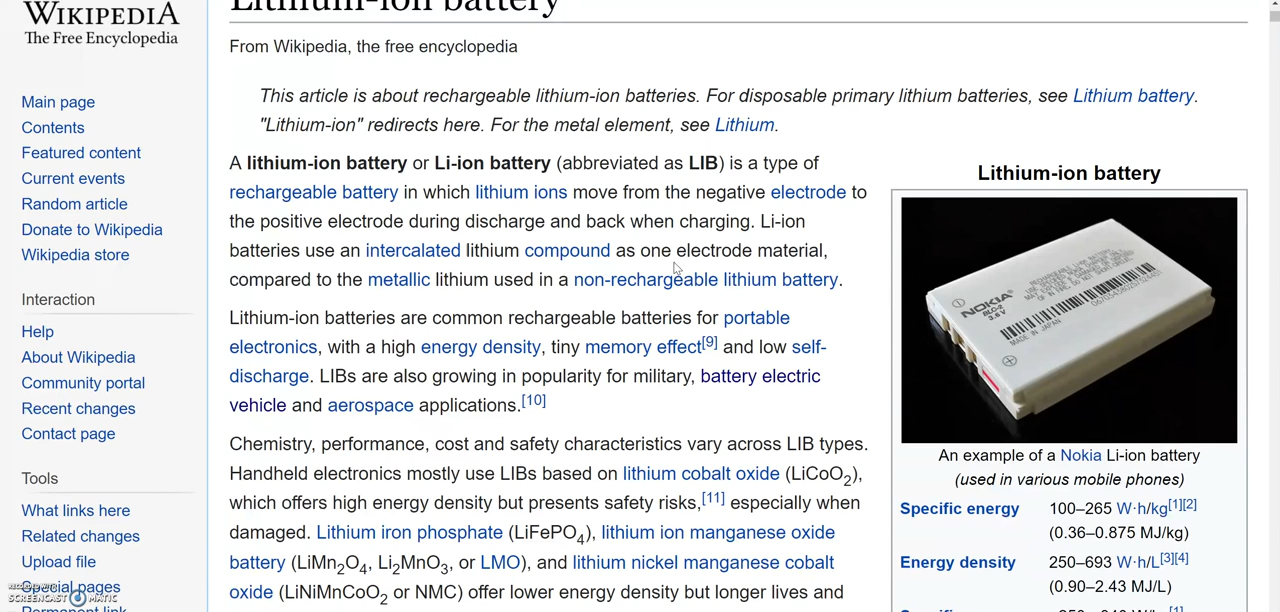 Lithium-ion battery
WIKIPEDIA
The Free Encyclopedia
Main page
Contents
Featured content
Current events
Random article
Donate to Wikipedia
Wikipedia store
Interaction
Help
About Wikipedia
Community portal
Recent changes
Contact page
Tools
What links here
Related changes
Upload file
Special pages
Permanent link
RECORDED WITH
SCREENCAST MATIC
From Wikipedia, the free encyclopedia
This article is about rechargeable lithium-ion batteries. For disposable primary lithium batteries, see Lithium battery.
"Lithium-ion" redirects here. For the metal element, see Lithium.
A lithium-ion battery or Li-ion battery (abbreviated as LIB) is a type of
rechargeable battery in which lithium ions move from the negative electrode to
the positive electrode during discharge and back when charging. Li-ion
batteries use an intercalated lithium compound as one electrode material,
compared to the metallic lithium used in a non-rechargeable lithium battery.
Lithium-ion batteries are common rechargeable batteries for portable
electronics, with a high energy density, tiny memory effect[9] and low self-
discharge. LIBs are also growing in popularity for military, battery electric
vehicle and aerospace applications.[10]
Chemistry, performance, cost and safety characteristics vary across LIB types.
Handheld electronics mostly use LIBs based on lithium cobalt oxide (LiCoO2),
which offers high energy density but presents safety risks,[11] especially when
damaged. Lithium iron phosphate (LiFePO4), lithium ion manganese oxide
battery (LiMn2O4, Li2MnO3, or LMO), and lithium nickel manganese cobalt
oxide (LiNiMnCoO2 or NMC) offer lower energy density but longer lives and
Lithium-ion battery
NOKIA
BLC-2
3.6 V
MADE IN JAPAN
An example of a Nokia Li-ion battery
(used in various mobile phones)
Specific energy 100–265 W·h/kg[1][2]
(0.36–0.875 MJ/kg)
Energy density 250–693 W·h/L[3][4]
(0.90–2.43 MJ/L)